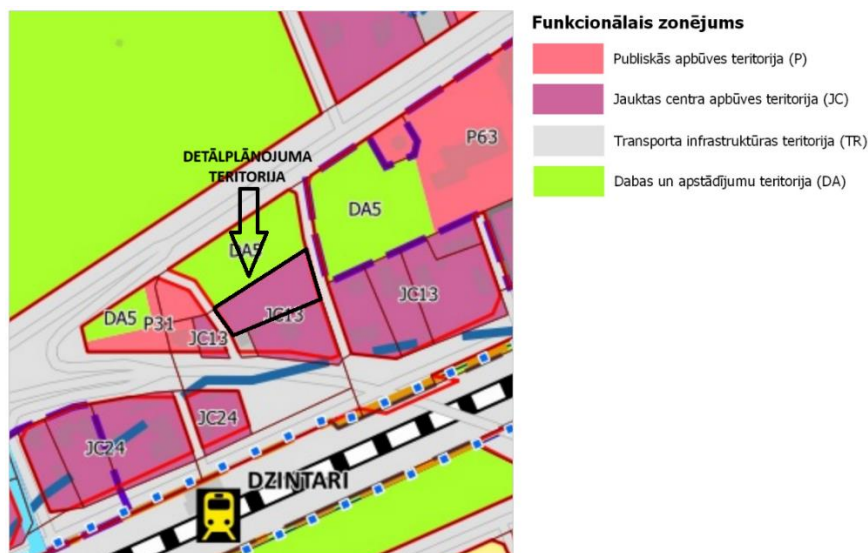 Funkcionālais zonējums
Publiskās apbūves teritorija (P)
Jauktas centra apbūves teritorija (JC)
Transporta infrastruktūras teritorija (TR)
Dabas un apstādījumu teritorija (DA)
P63
DETĀLPLĀNOJUMA
TERITORIJA
DA5
DA5
JC13
DA5
P31
JC13
JC13
JC24
JC24
DZINTARI